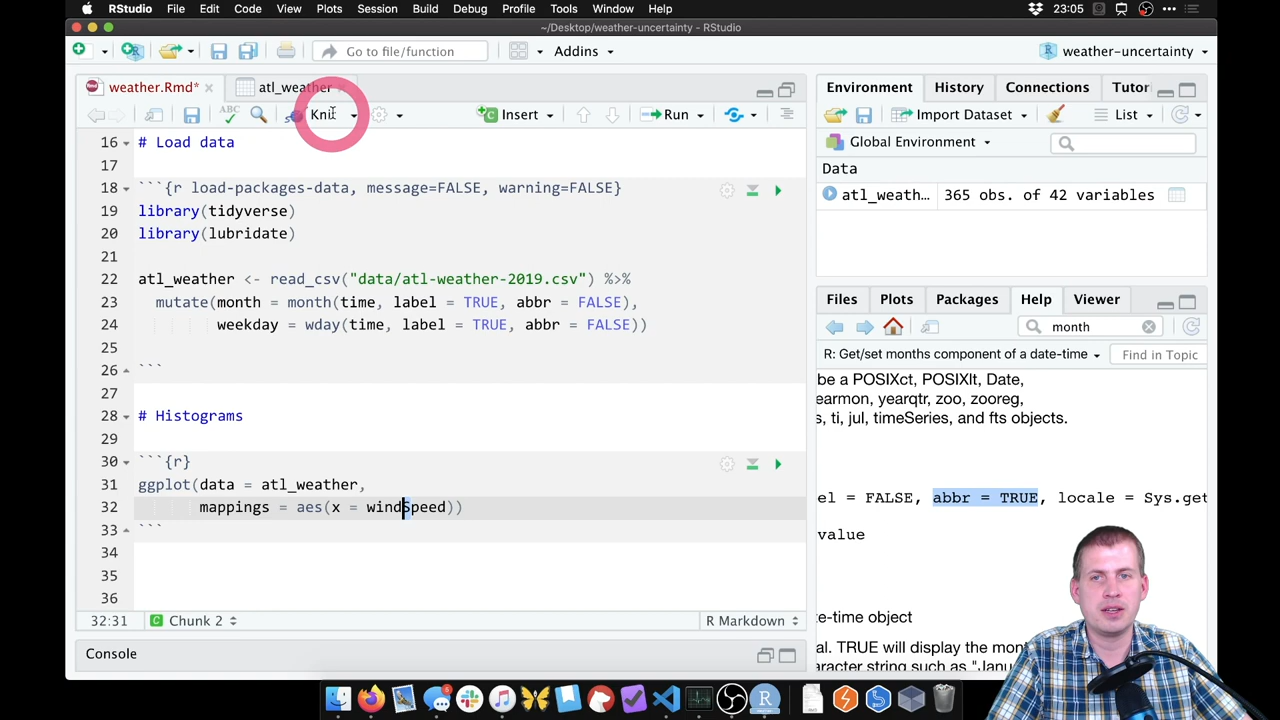 RStudio File Edit Code View Plots Session Build Debug Profile Tools Window Help 23:05
~/Desktop/weather-uncertainty - RStudio
Go to file/function Addins weather-uncertainty
weather.Rmd* atl_weather
Environment History Connections Tutor
ABC Knit Insert Run
Import Dataset List
16 # Load data
Global Environment
17
Data
18 ```{r load-packages-data, message=FALSE, warning=FALSE}
atl_weath… 365 obs. of 42 variables
19 library(tidyverse)
20 library(lubridate)
21
22 atl_weather <- read_csv("data/atl-weather-2019.csv") %>%
23 mutate(month = month(time, label = TRUE, abbr = FALSE),
24 weekday = wday(time, label = TRUE, abbr = FALSE))
25
26 ```
27
28 # Histograms
29
30 ```{r}
31 ggplot(data = atl_weather,
32 mappings = aes(x = windSpeed))
33 ```
34
35
36
32:31 Chunk 2 R Markdown
Console
Files Plots Packages Help Viewer
month
R: Get/set months component of a date-time Find in Topic
be a POSIXct, POSIXlt, Date,
earmon, yearqtr, zoo, zooreg,
s, ti, jul, timeSeries, and fts objects.
el = FALSE, abbr = TRUE, locale = Sys.get
value
te-time object
al. TRUE will display the mon
aracter string such as "Janu